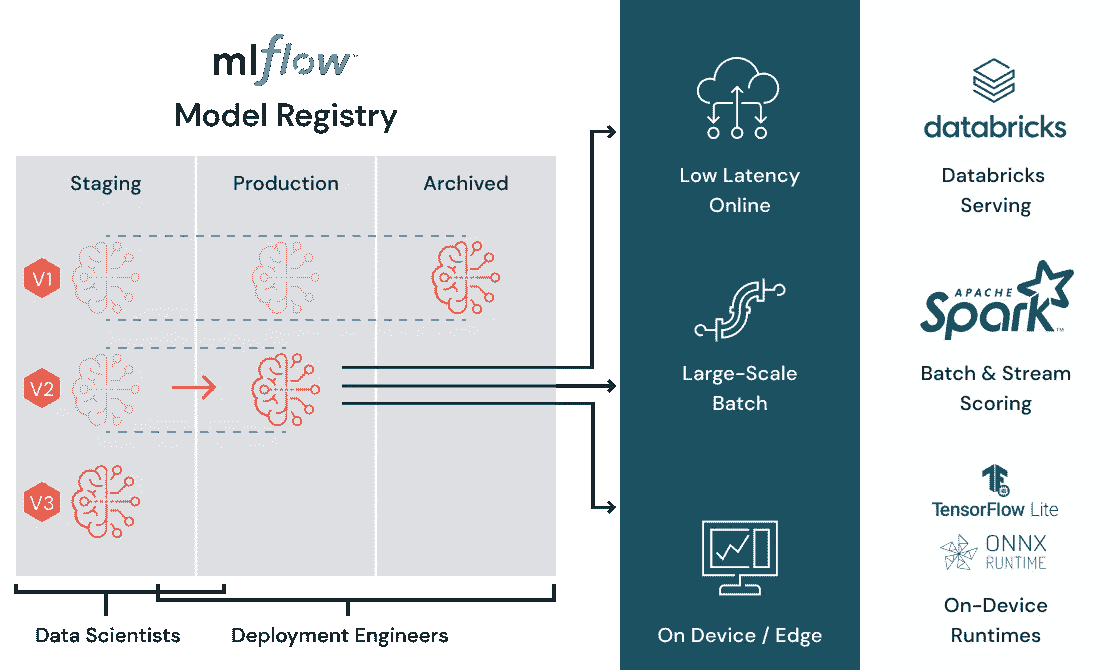 mlflow™
Model Registry
Staging
Production
Archived
V1
V2
V3
Data Scientists
Deployment Engineers
Low Latency
Online
Large-Scale
Batch
On Device / Edge
databricks
Databricks
Serving
APACHE
Spark™
Batch & Stream
Scoring
TensorFlow Lite
ONNX
RUNTIME
On-Device
Runtimes